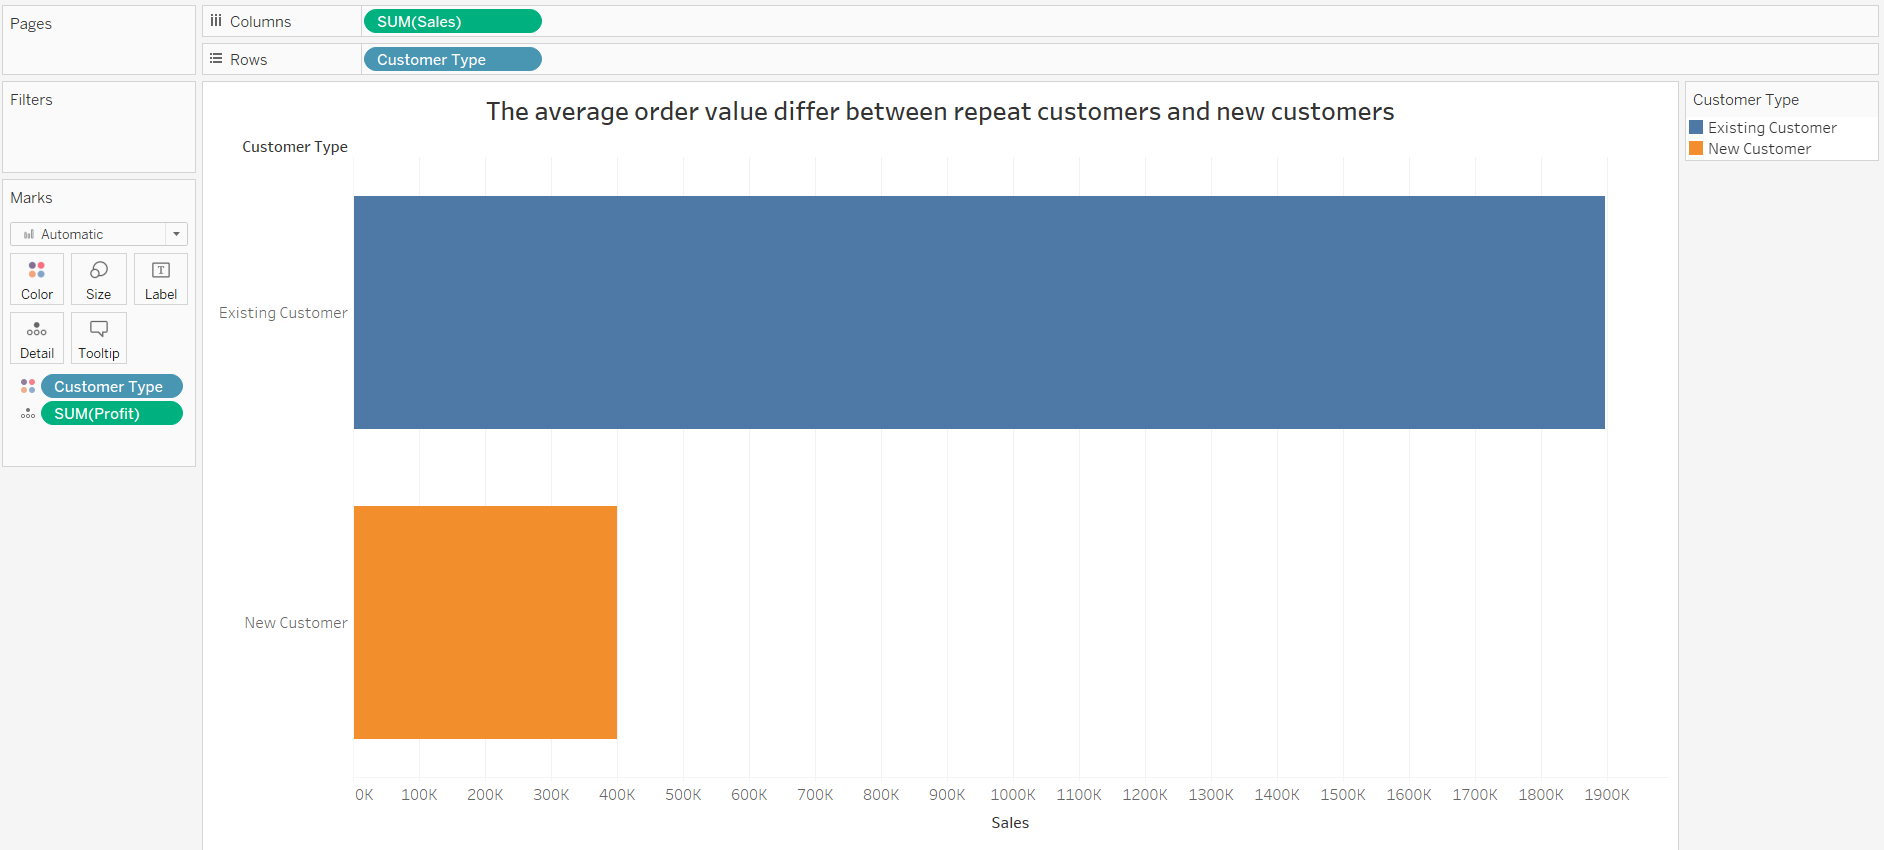 Pages
Columns
SUM(Sales)
Rows
Customer Type
Filters
Marks
Automatic
Color
Size
T
Label
Detail
Tooltip
Customer Type
SUM(Profit)
The average order value differ between repeat customers and new customers
Customer Type
Existing Customer
New Customer
0K 100K 200K 300K 400K 500K 600K 700K 800K 900K 1000K 1100K 1200K 1300K 1400K 1500K 1600K 1700K 1800K 1900K
Sales
Customer Type
Existing Customer
New Customer